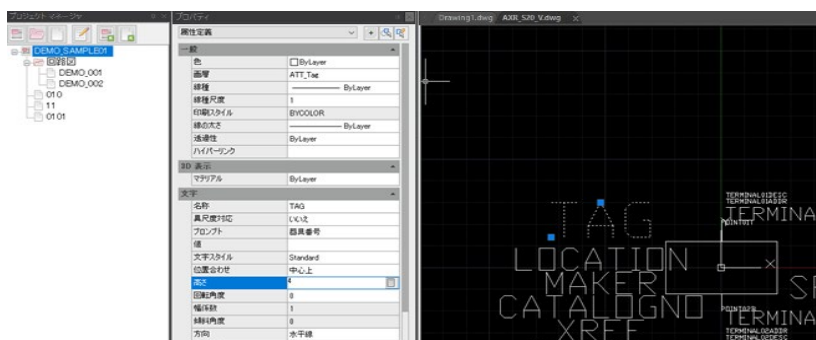 プロジェクト マネージャ
DEMO_SAMPLE01
回路図
DEMO_001
DEMO_002
010
11
0101
プロパティ
属性定義
一般
色 ByLayer
画層 ATT_Tag
線種 ByLayer
線種尺度 1
印刷スタイル BYCOLOR
線の太さ ByLayer
透過性 ByLayer
ハイパーリンク
3D 表示
マテリアル ByLayer
文字
名称 TAG
異尺度対応 いいえ
プロンプト 器具番号
値
文字スタイル Standard
位置合わせ 中心上
高さ 4
回転角度 0
幅係数 1
傾斜角度 0
方向 水平線
Drawing1.dwg AXR_S20_V.dwg
TERMINAL01DESC
TERMINAL01ADDR
TERMINA
TAG
LOCATION
MAKER
CATALOGNO
XREF
TERMINA
TERMINAL02ADDR
TERMINAL02DESC